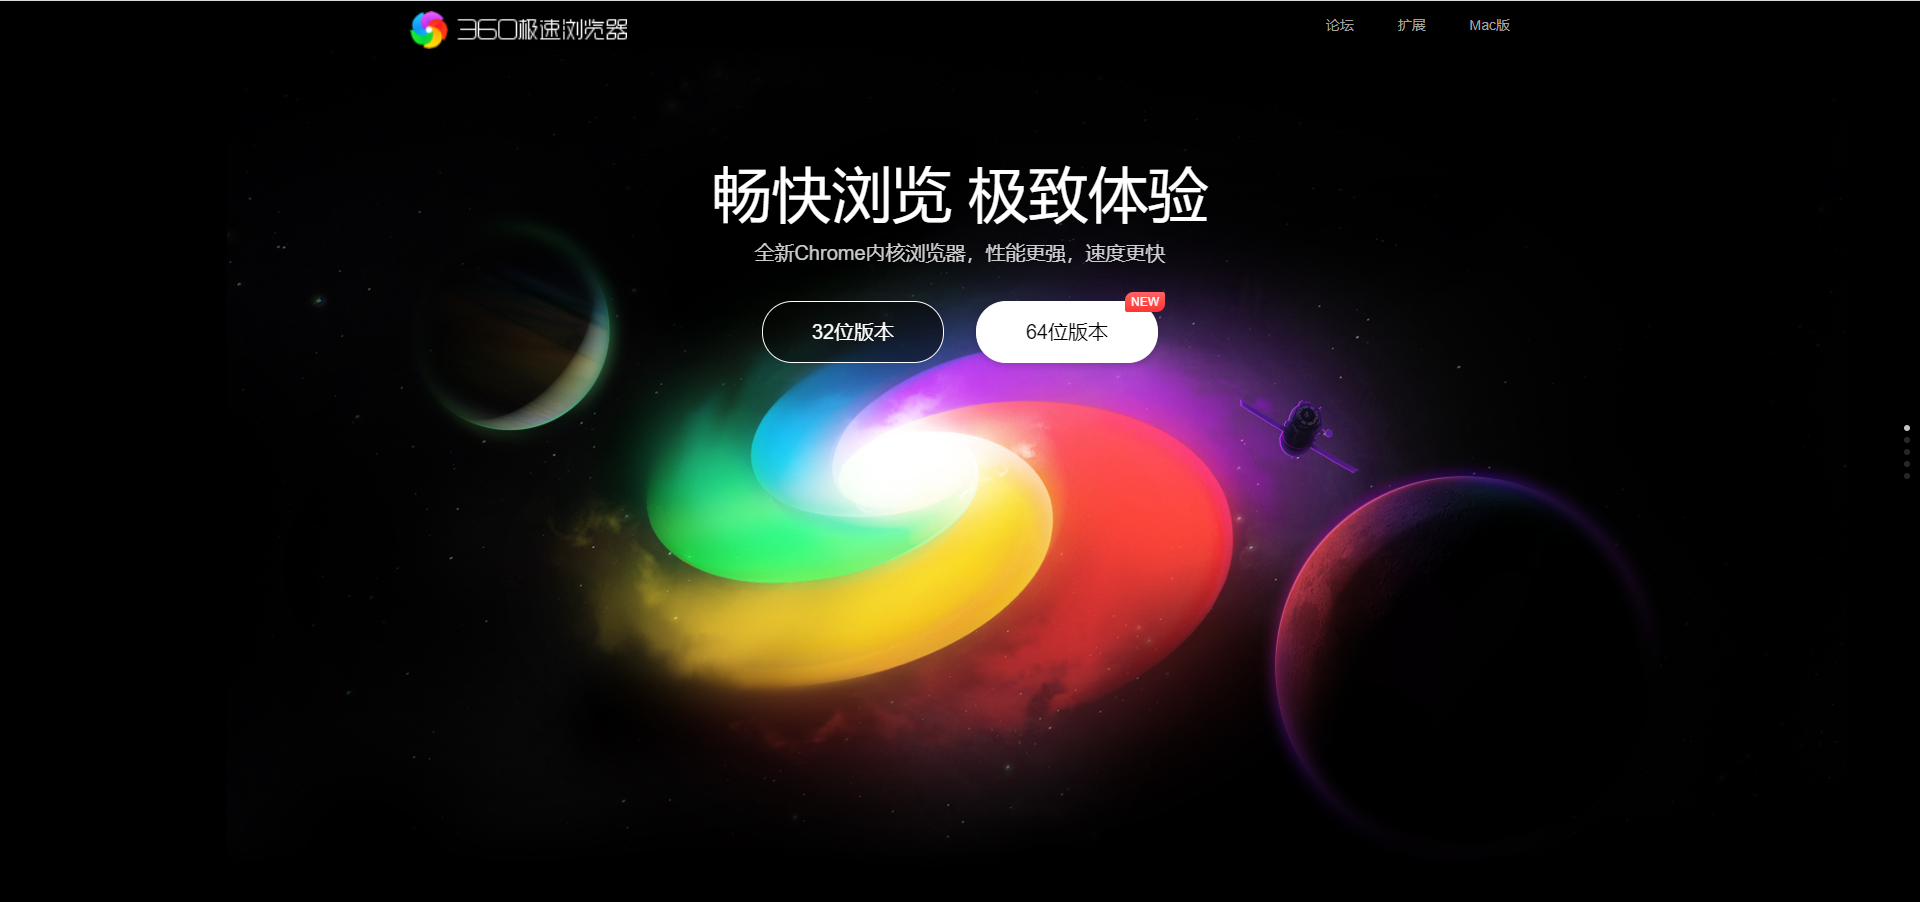 360极速浏览器
论坛 扩展 Mac版
畅快浏览 极致体验
全新Chrome内核浏览器，性能更强，速度更快
32位版本
64位版本
NEW